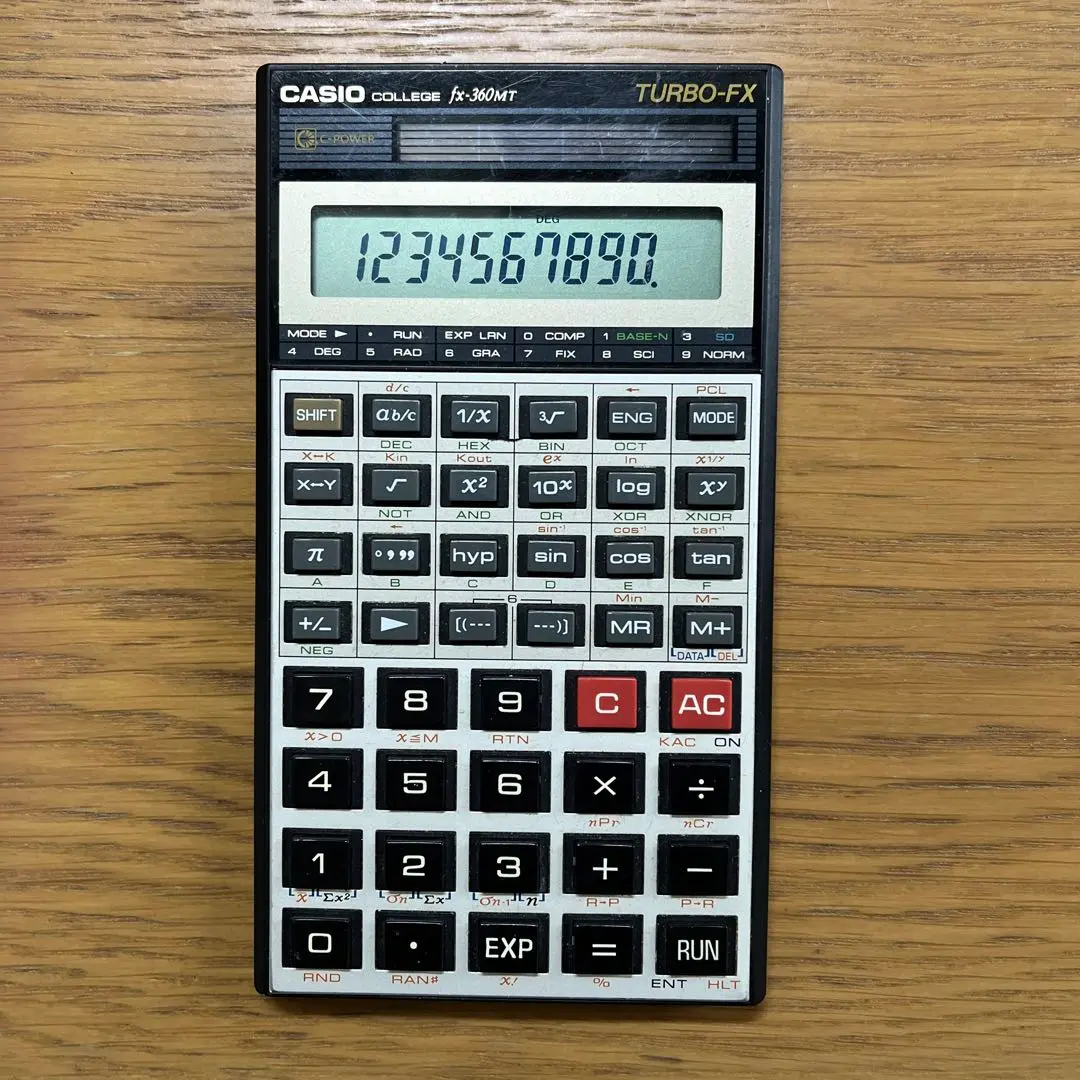 CASIO COLLEGE fx-360MT TURBO-FX
C-POWER
DEG
1234567890.
MODE ► • RUN EXP LRN 0 COMP 1 BASE-N 3 SD
4 DEG 5 RAD 6 GRA 7 FIX 8 SCI 9 NORM
d/c ← PCL
SHIFT ab/c 1/x 3√ ENG MODE
DEC HEX BIN OCT
X↔K Kin Kout ex ln x1/y
X↔Y √ x² 10x log xy
NOT AND OR XOR XNOR
← sin-1 cos-1 tan-1
π °,,, hyp sin cos tan
A B C D E F
6 Min M-
+/- ► [(--- ---)] MR M+
NEG DATA DEL
7 8 9 C AC
x>0 x≦M RTN KAC ON
4 5 6 × ÷
nPr nCr
1 2 3 + −
x̄ Σx² σn Σx σn-1 n R→P P→R
0 • EXP = RUN
RND RAN# x! % ENT HLT